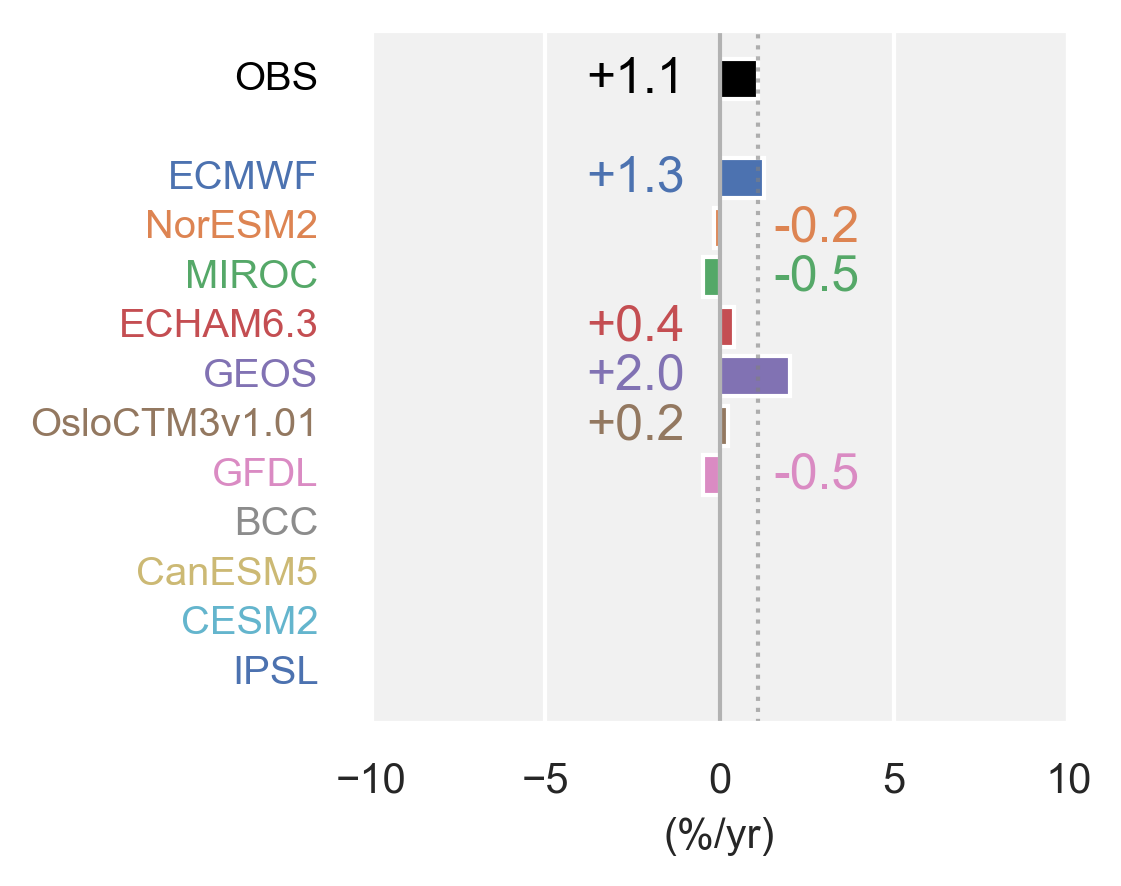 OBS +1.1
ECMWF +1.3
NorESM2 -0.2
MIROC -0.5
ECHAM6.3 +0.4
GEOS +2.0
OsloCTM3v1.01 +0.2
GFDL -0.5
BCC
CanESM5
CESM2
IPSL
−10 −5 0 5 10
(%/yr)